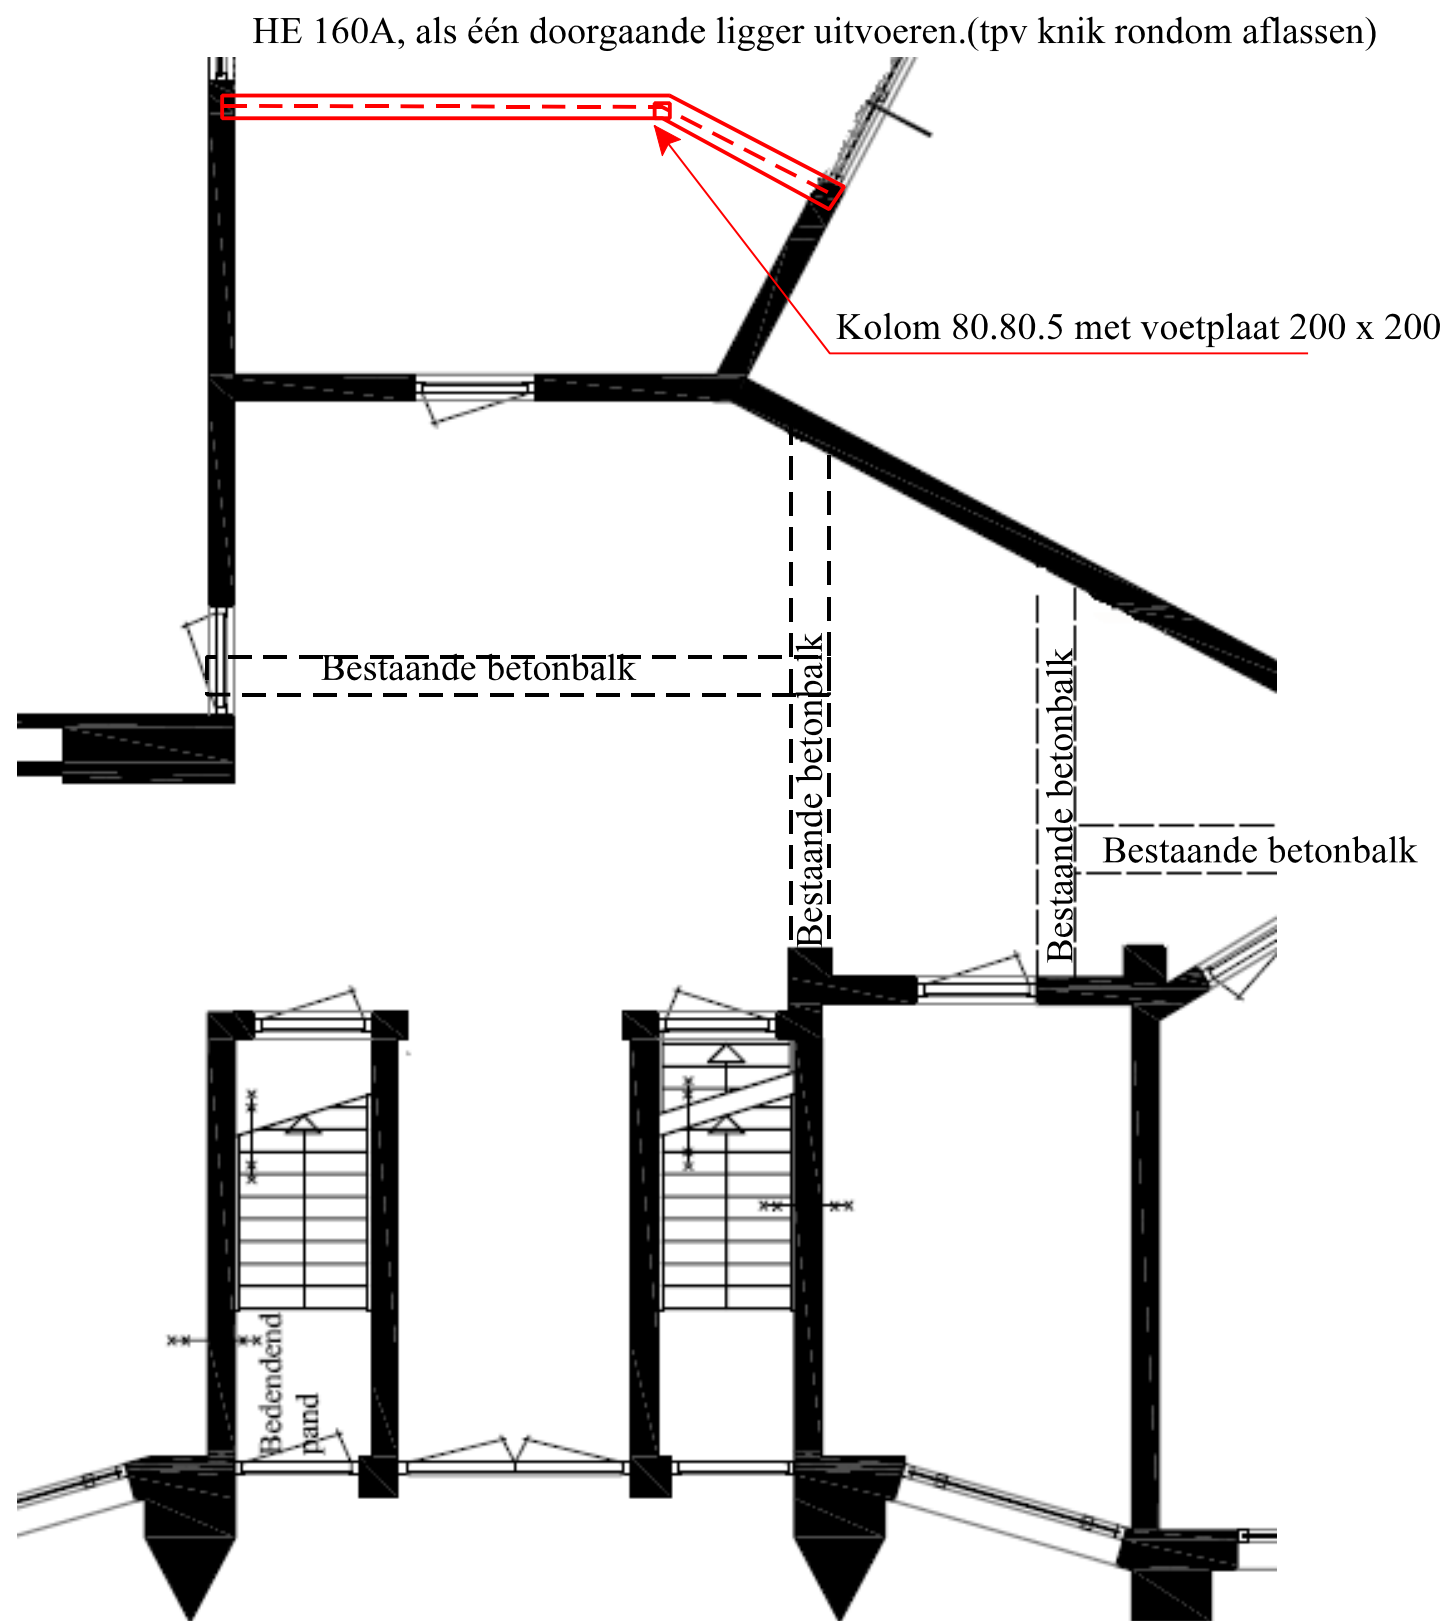 HE 160A, als één doorgaande ligger uitvoeren.(tpv knik rondom aflassen)
Kolom 80.80.5 met voetplaat 200 x 200
Bestaande betonbalk
Bestaande betonbalk
Bestaande betonbalk
Bestaande betonbalk
Bedendend
pand